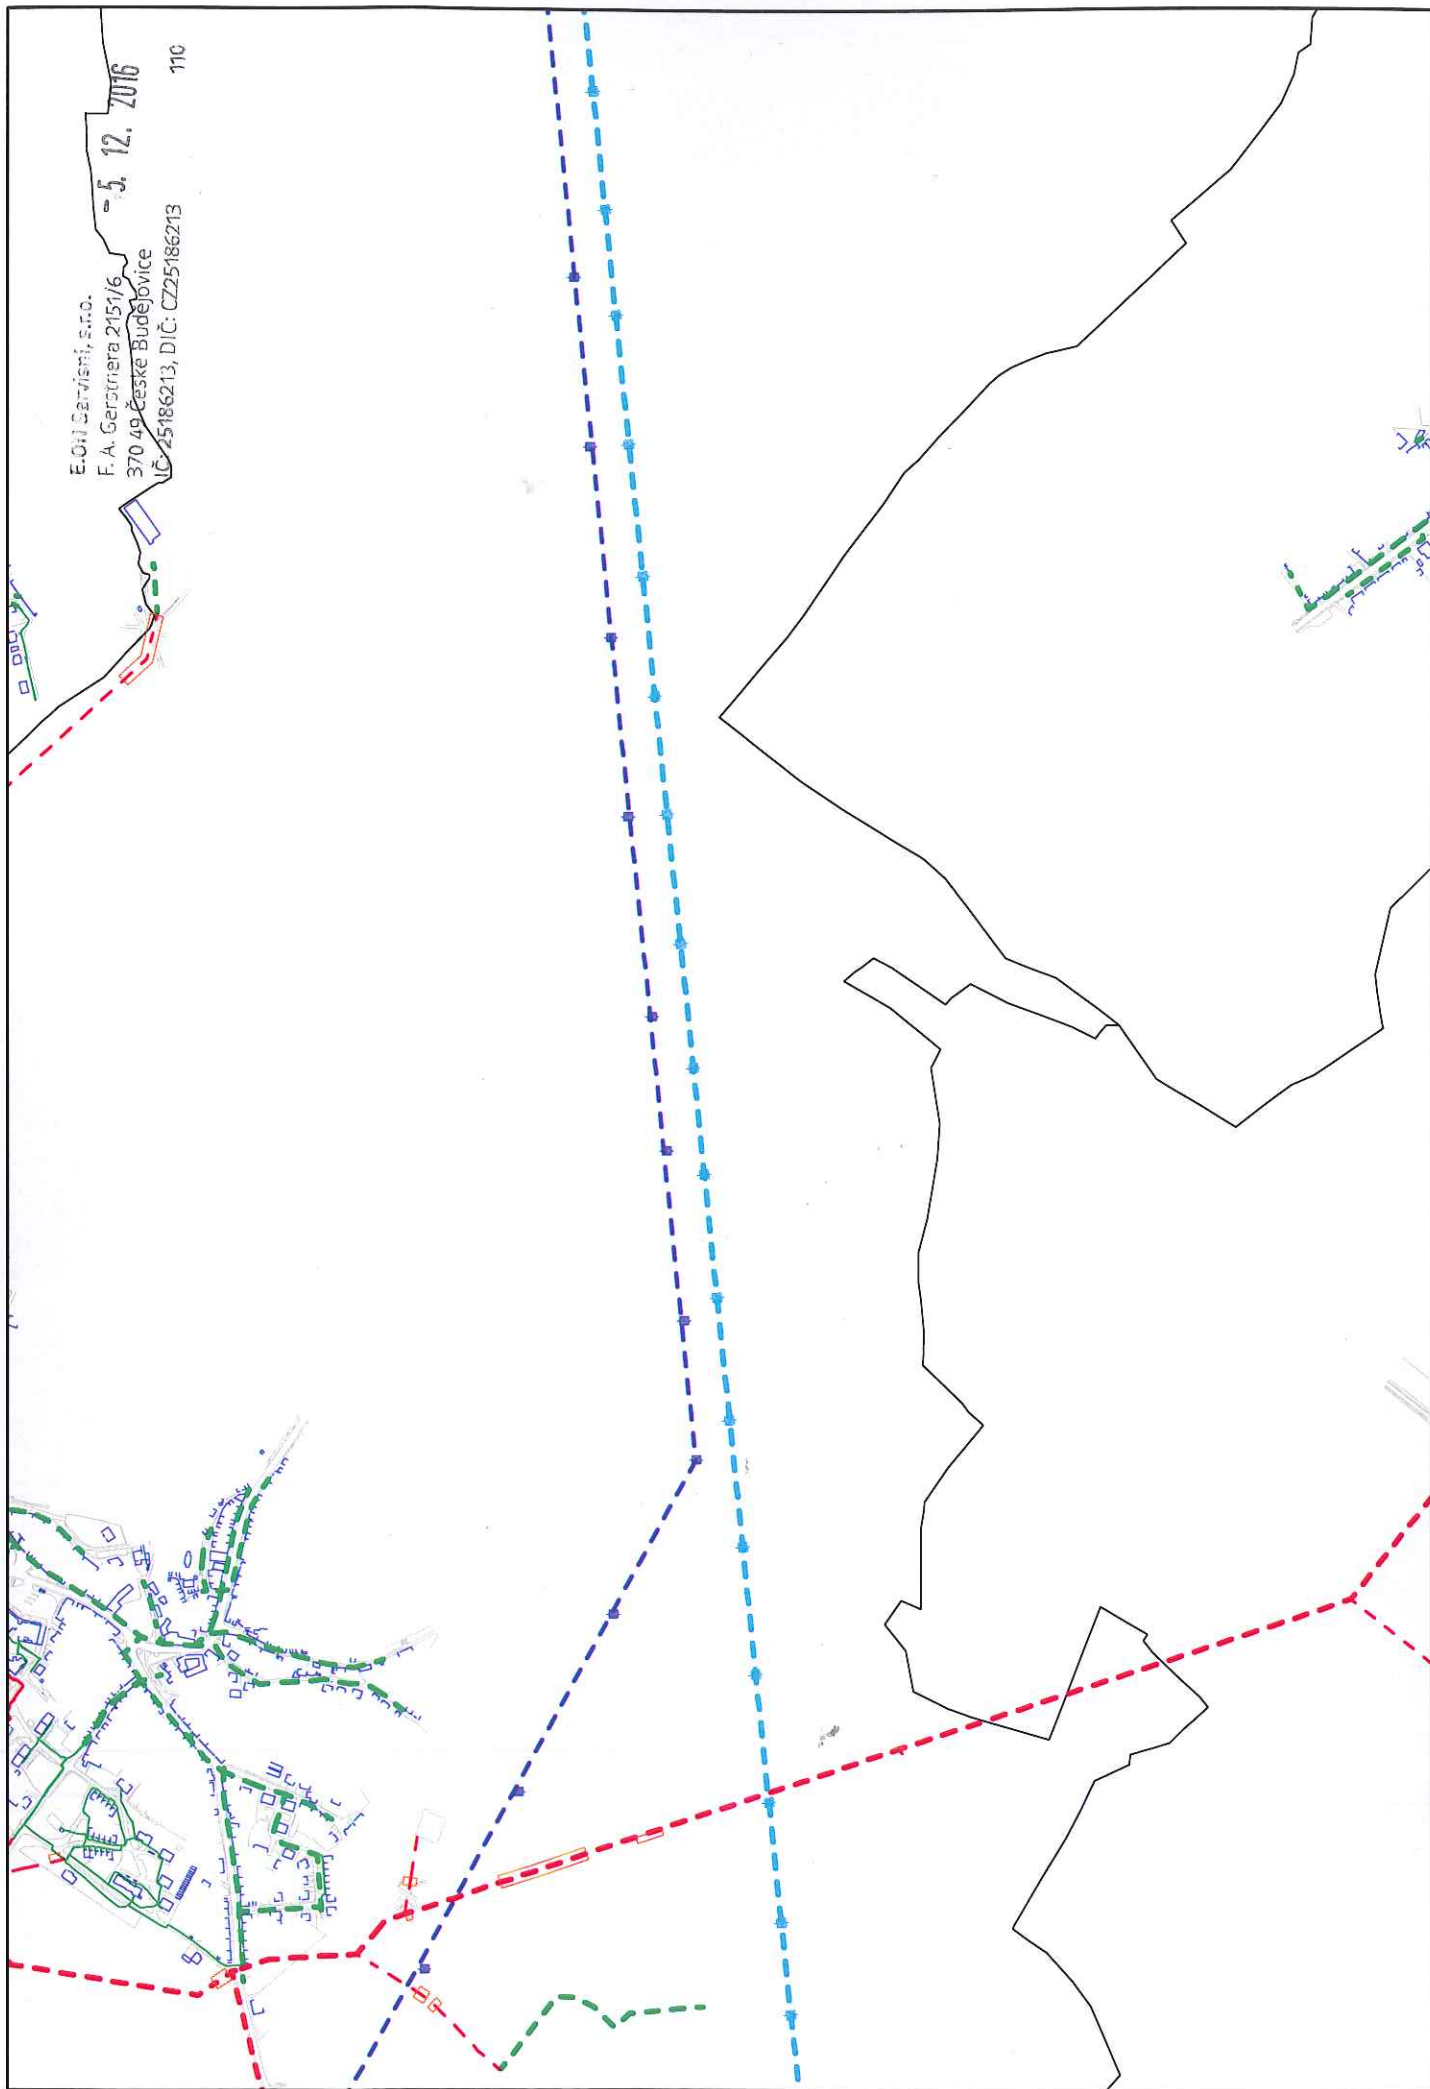 E.ON Servisní, s.r.o.
F. A. Gerstnera 2151/6
370 49 České Budějovice
IČ: 25186213, DIČ: CZ25186213
-5. 12. 2016
110